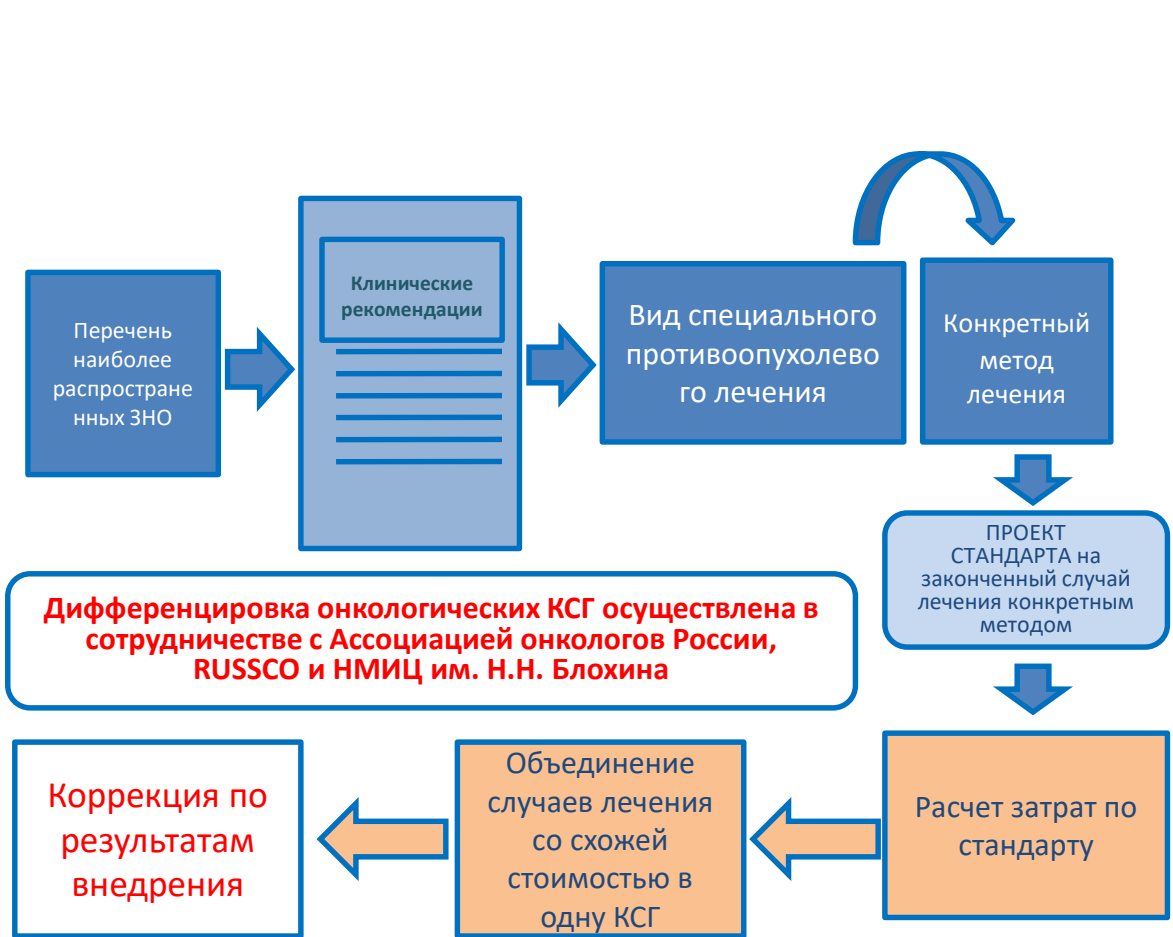 Перечень
наиболее
распростране
нных ЗНО
Клинические
рекомендации
Вид специального
противоопухолево
го лечения
Конкретный
метод
лечения
ПРОЕКТ
СТАНДАРТА на
законченный случай
лечения конкретным
методом
Дифференцировка онкологических КСГ осуществлена в
сотрудничестве с Ассоциацией онкологов России,
RUSSCO и НМИЦ им. Н.Н. Блохина
Расчет затрат по
стандарту
Объединение
случаев лечения
со схожей
стоимостью в
одну КСГ
Коррекция по
результатам
внедрения